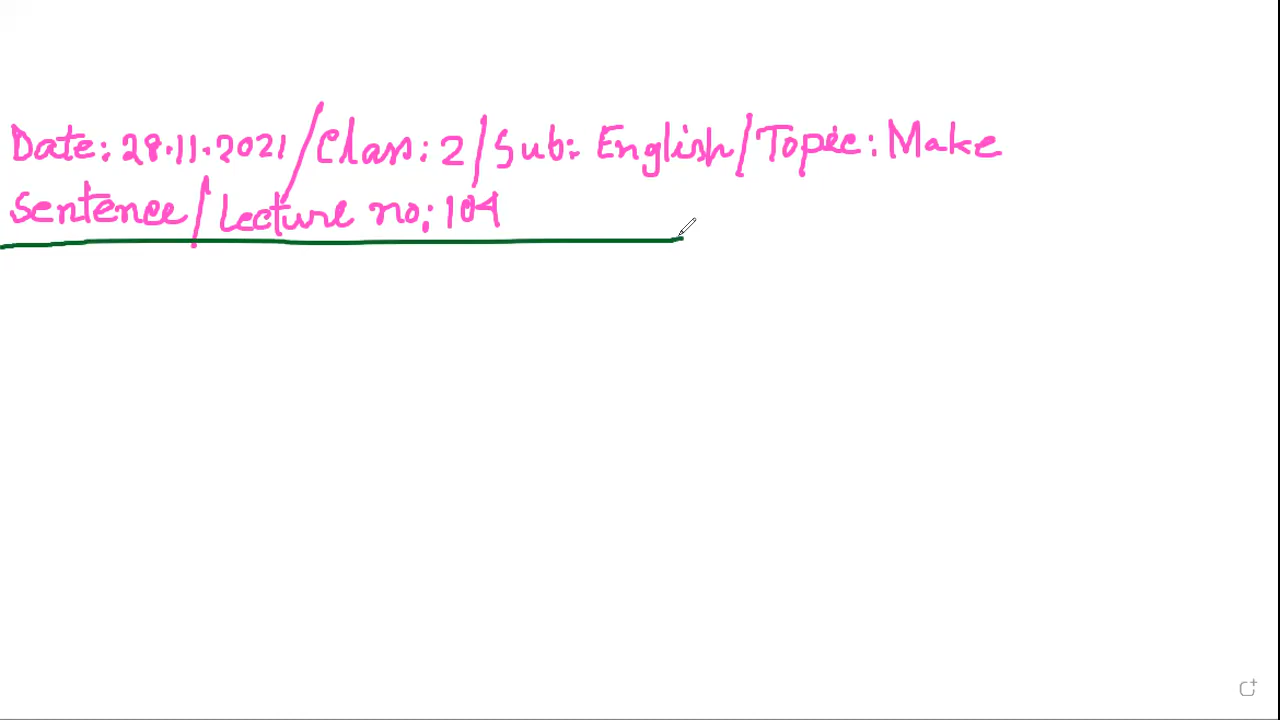 Date: 28.11.2021/Class: 2/Sub: English/Topic: Make
Sentence/Lecture no; 104